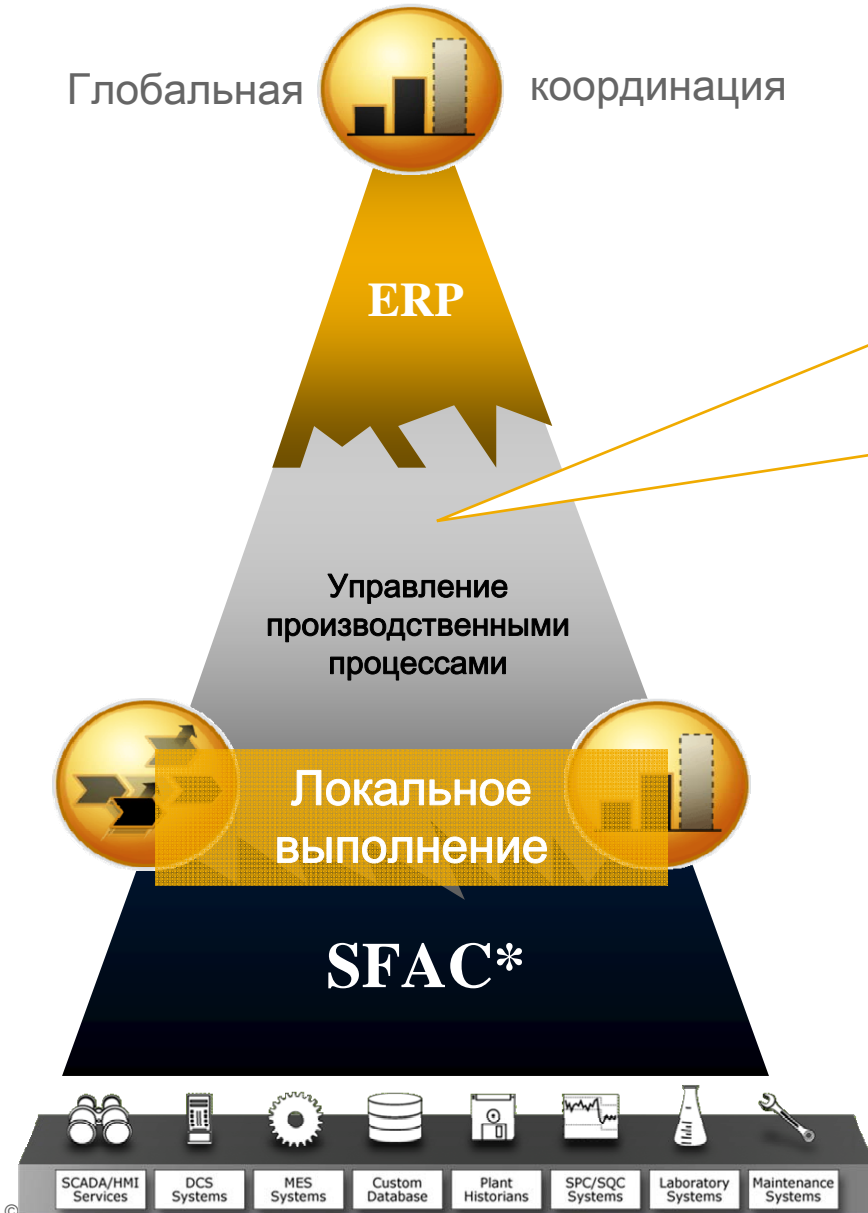 Глобальная координация
ERP
Управление
производственными
процессами
Локальное
выполнение
SFAC*
SCADA/HMI
Services
DCS
Systems
MES
Systems
Custom
Database
Plant
Historians
SPC/SQC
Systems
Laboratory
Systems
Maintenance
Systems
©